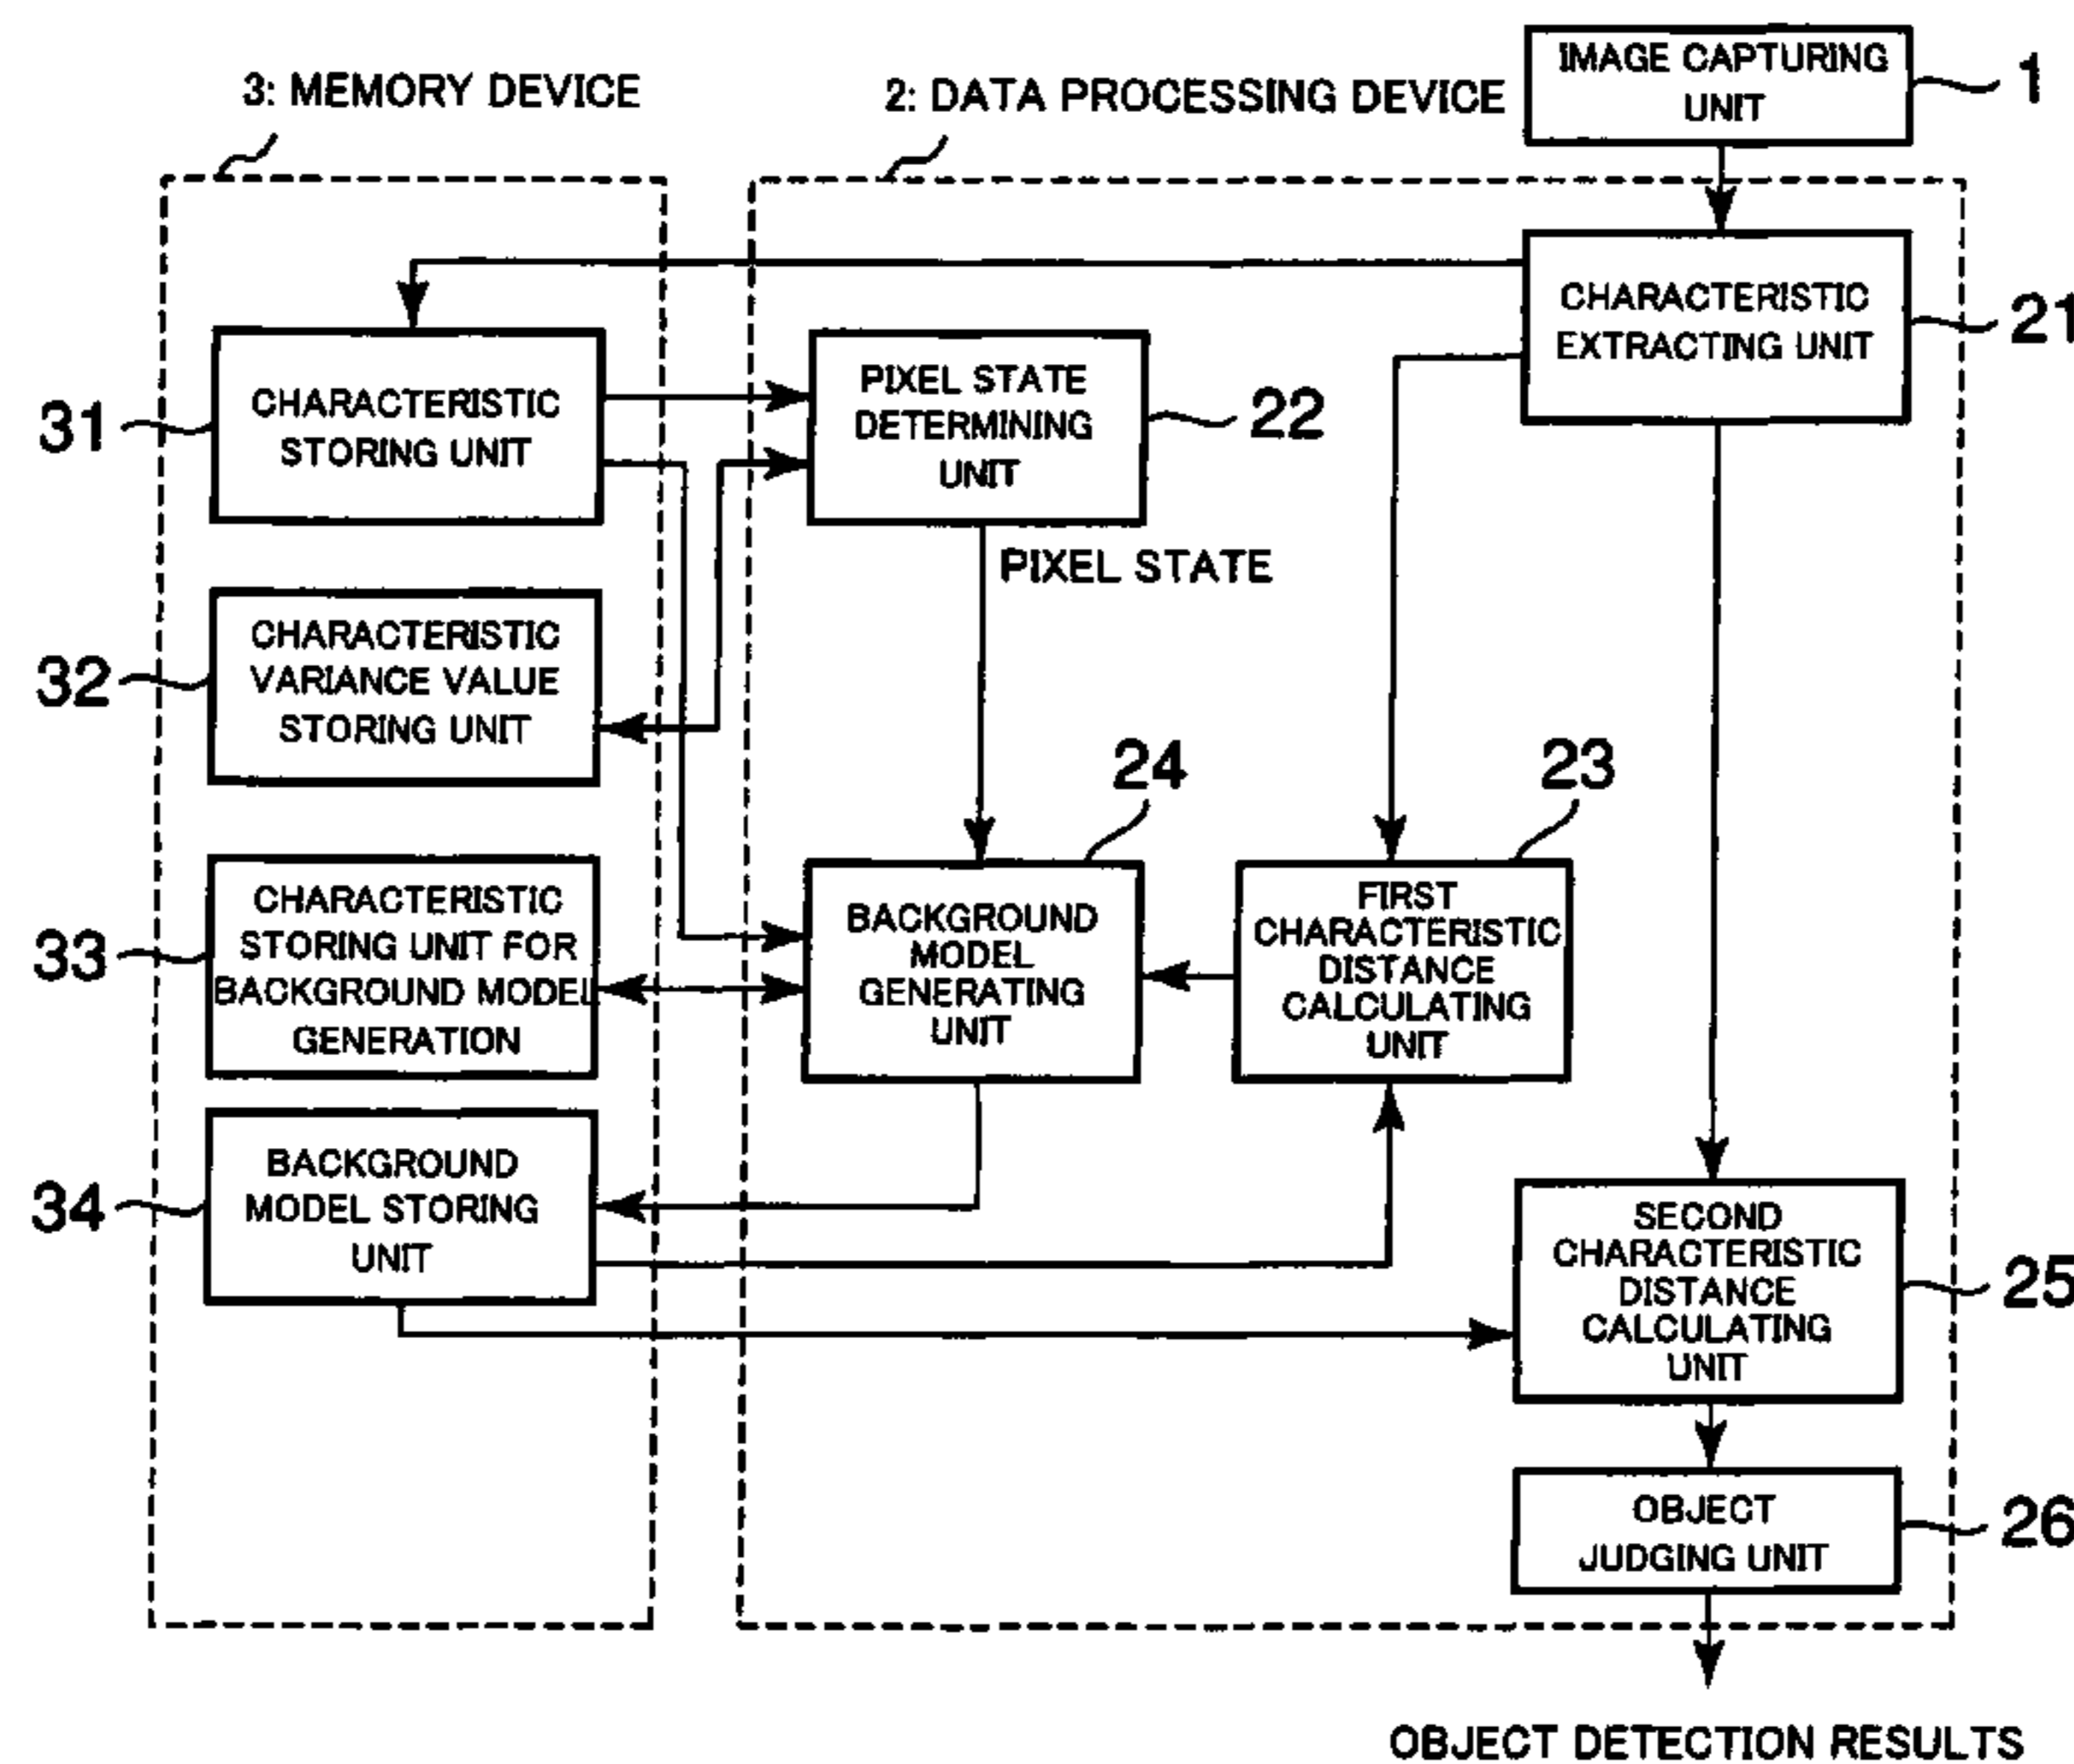 3: MEMORY DEVICE
2: DATA PROCESSING DEVICE
IMAGE CAPTURING
UNIT
1
CHARACTERISTIC
EXTRACTING UNIT
21
CHARACTERISTIC
STORING UNIT
31
PIXEL STATE
DETERMINING
UNIT
22
PIXEL STATE
CHARACTERISTIC
VARIANCE VALUE
STORING UNIT
32
24
23
CHARACTERISTIC
STORING UNIT FOR
BACKGROUND MODEL
GENERATION
33
BACKGROUND
MODEL
GENERATING
UNIT
FIRST
CHARACTERISTIC
DISTANCE
CALCULATING
UNIT
BACKGROUND
MODEL STORING
UNIT
34
SECOND
CHARACTERISTIC
DISTANCE
CALCULATING
UNIT
25
OBJECT
JUDGING UNIT
26
OBJECT DETECTION RESULTS